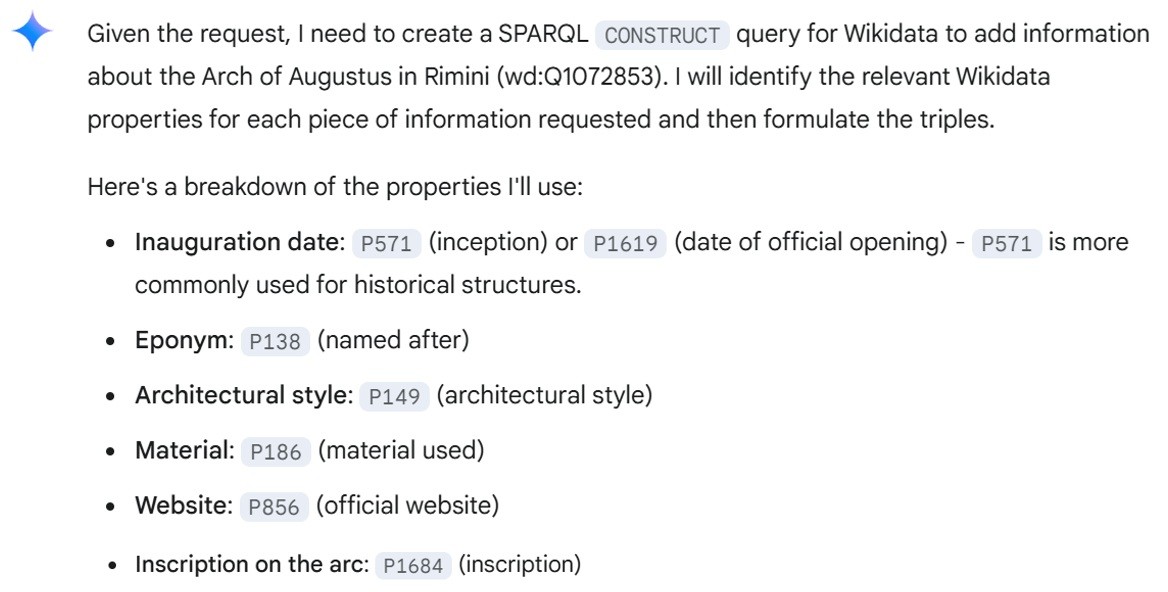 Given the request, I need to create a SPARQL CONSTRUCT query for Wikidata to add information
about the Arch of Augustus in Rimini (wd:Q1072853). I will identify the relevant Wikidata
properties for each piece of information requested and then formulate the triples.
Here's a breakdown of the properties I'll use:
• Inauguration date: P571 (inception) or P1619 (date of official opening) - P571 is more
commonly used for historical structures.
• Eponym: P138 (named after)
• Architectural style: P149 (architectural style)
• Material: P186 (material used)
• Website: P856 (official website)
• Inscription on the arc: P1684 (inscription)